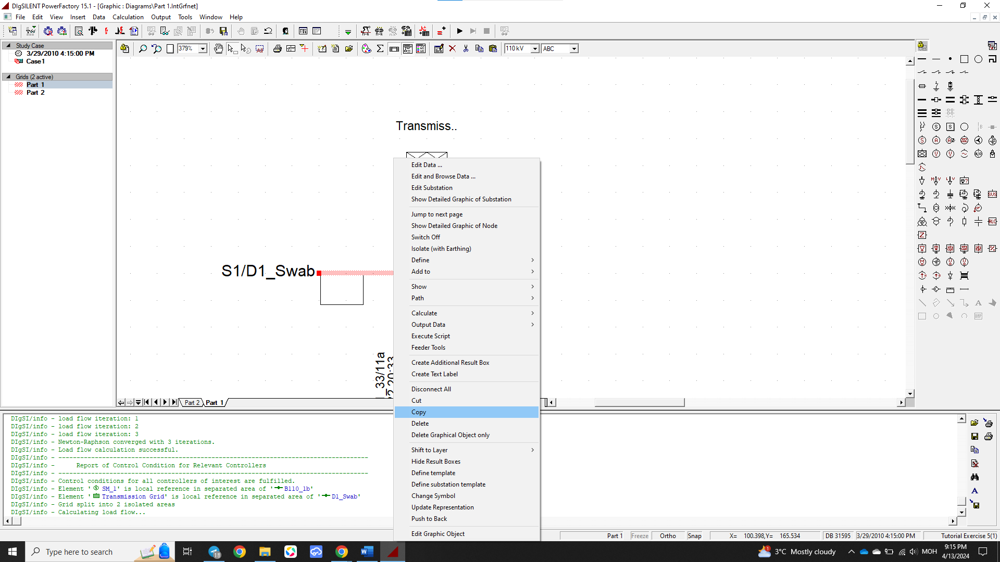 DIgSILENT PowerFactory 15.1 - [Graphic : Diagrams\Part 1.IntGrfnet]
File Edit View Insert Data Calculation Output Tools Window Help
379%
110 kV
ABC
Study Case
3/29/2010 4:15:00 PM
Case1
Grids (2 active)
Part 1
Part 2
Transmiss..
S1/D1_Swab
Edit Data ...
Edit and Browse Data ...
Edit Substation
Show Detailed Graphic of Substation
Jump to next page
Show Detailed Graphic of Node
Switch Off
Isolate (with Earthing)
Define
Add to
Show
Path
Calculate
Output Data
Execute Script
Feeder Tools
Create Additional Result Box
Create Text Label
Disconnect All
Cut
Copy
Delete
Delete Graphical Object only
Shift to Layer
Hide Result Boxes
Define template
Define substation template
Change Symbol
Update Representation
Push to Back
Edit Graphic Object
33/11a
Part 2 Part 1
DIgSI/info - load flow iteration: 1
DIgSI/info - load flow iteration: 2
DIgSI/info - load flow iteration: 3
DIgSI/info - Newton-Raphson converged with 3 iterations.
DIgSI/info - Load flow calculation successful.
DIgSI/info - --------------------------------------------------------------------------------
DIgSI/info - Report of Control Condition for Relevant Controllers
DIgSI/info - --------------------------------------------------------------------------------
DIgSI/info - Control conditions for all controllers of interest are fulfilled.
DIgSI/info - Element ' SM_1' is local reference in separated area of ' B110_1b'
DIgSI/info - Element ' Transmission Grid' is local reference in separated area of ' D1_Swab'
DIgSI/info - Grid split into 2 isolated areas
DIgSI/info - Calculating load flow...
Part 1 Freeze Ortho Snap X= 100.398,Y= 165.534 DB 31595 3/29/2010 4:15:00 PM Tutorial Exercise 5(1)
Type here to search
18
3°C Mostly cloudy
MOH
9:15 PM
4/13/2024